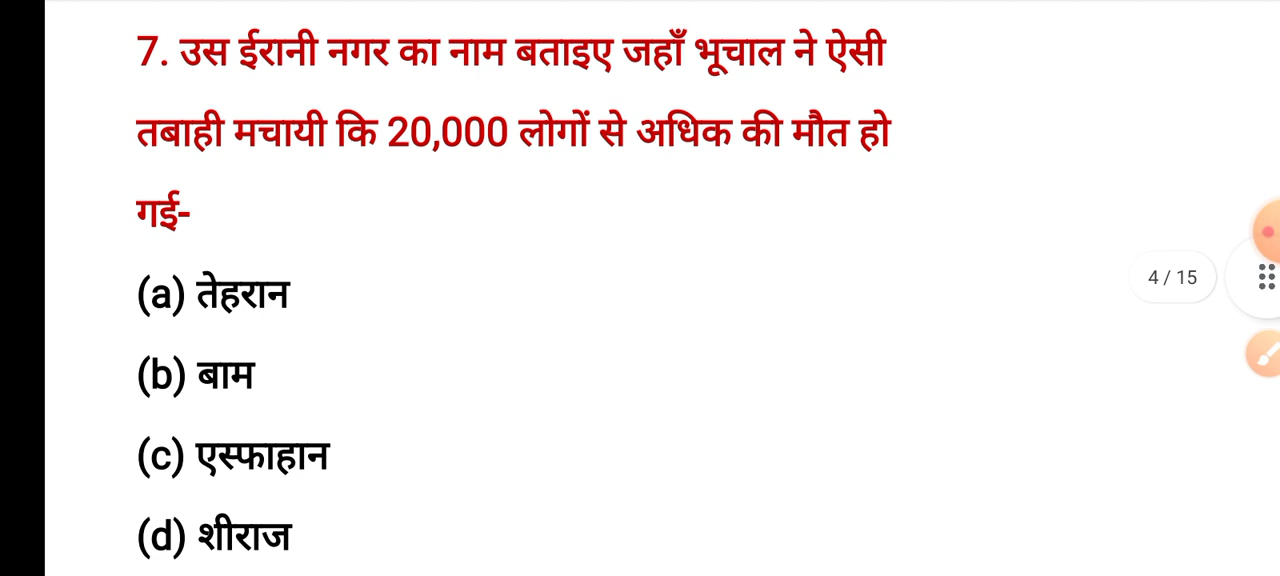 7. उस ईरानी नगर का नाम बताइए जहाँ भूचाल ने ऐसी
तबाही मचायी कि 20,000 लोगों से अधिक की मौत हो
गई-
(a) तेहरान
4 / 15
(b) बाम
(c) एस्फाहान
(d) शीराज